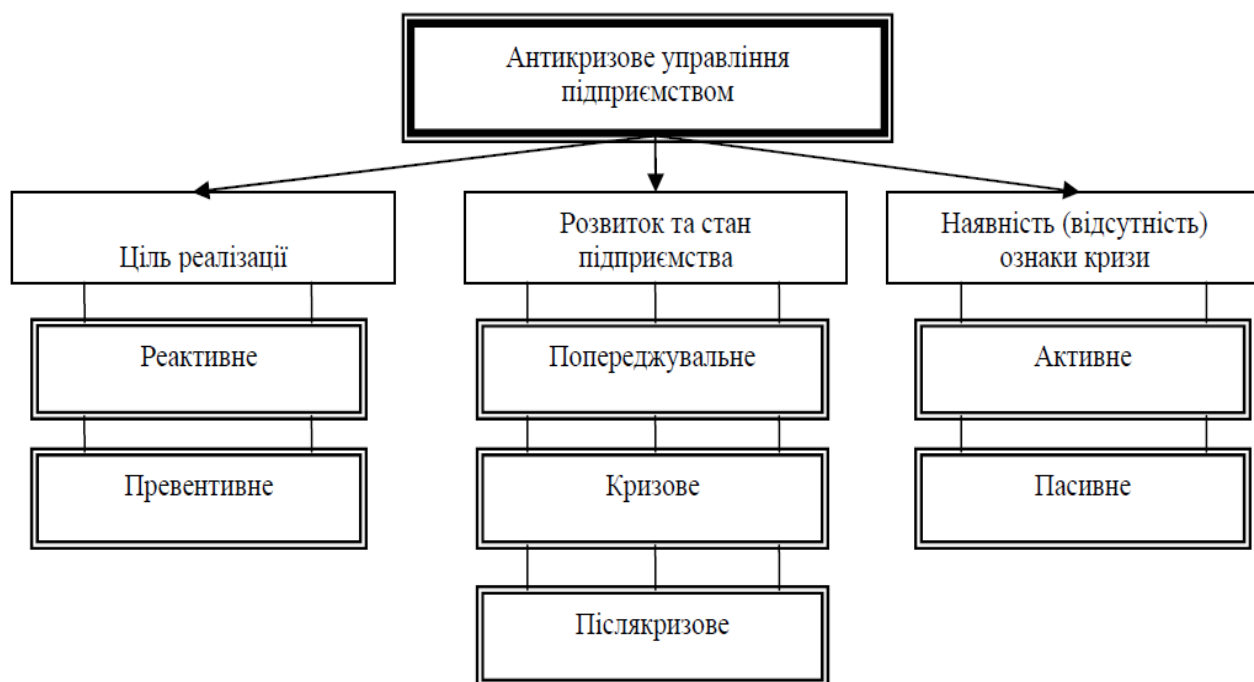 Антикризове управління
підприємством
Ціль реалізації
Розвиток та стан
підприємства
Наявність (відсутність)
ознаки кризи
Реактивне
Попереджувальне
Активне
Превентивне
Кризове
Пасивне
Післякризове